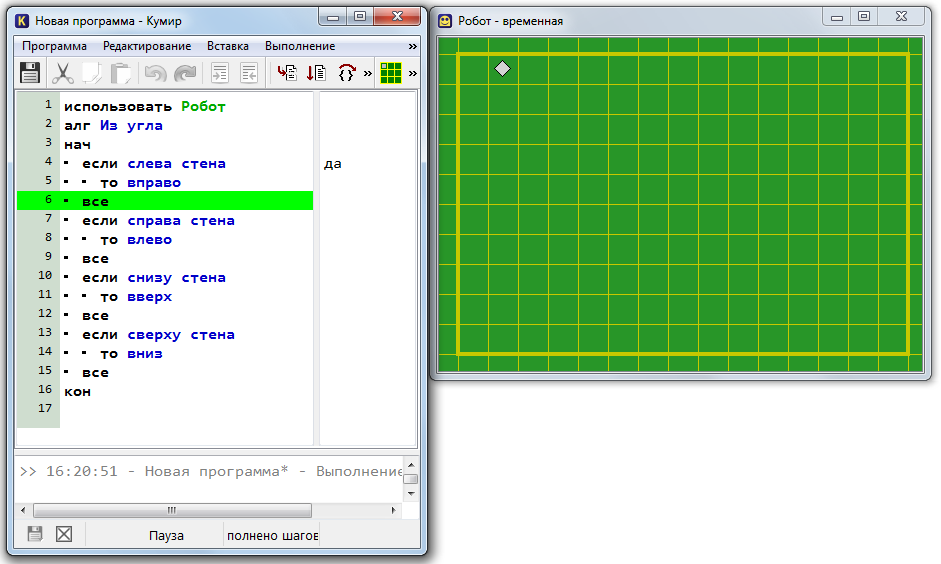 Новая программа - Кумир
Программа Редактирование Вставка Выполнение »
» »
1 использовать Робот
2 алг Из угла
3 нач
4 если слева стена да
5 то вправо
6 все
7 если справа стена
8 то влево
9 все
10 если снизу стена
11 то вверх
12 все
13 если сверху стена
14 то вниз
15 все
16 кон
17
>> 16:20:51 - Новая программа* - Выполнение
Пауза полнено шагов
Робот - временная